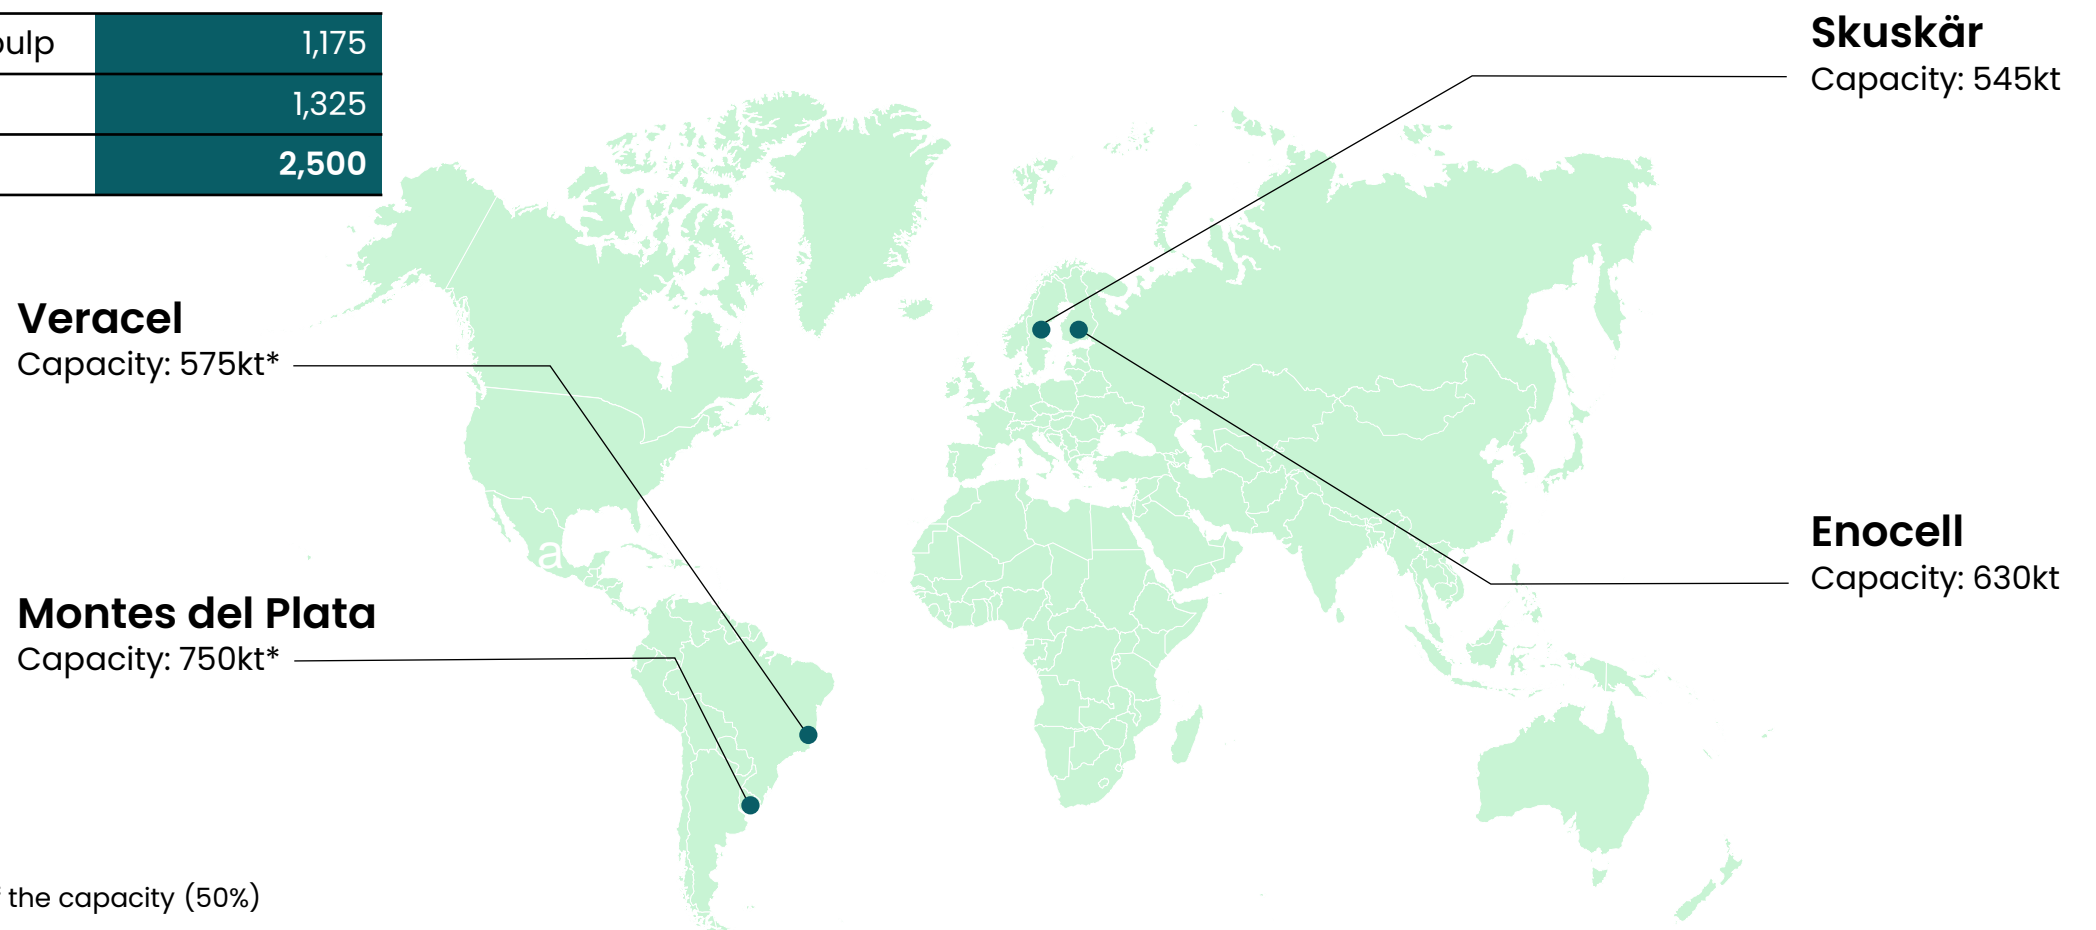 1,175
1,325
2,500
Skuskär
Capacity: 545kt
Veracel
Capacity: 575kt*
a
Enocell
Capacity: 630kt
Montes del Plata
Capacity: 750kt*
the capacity (50%)